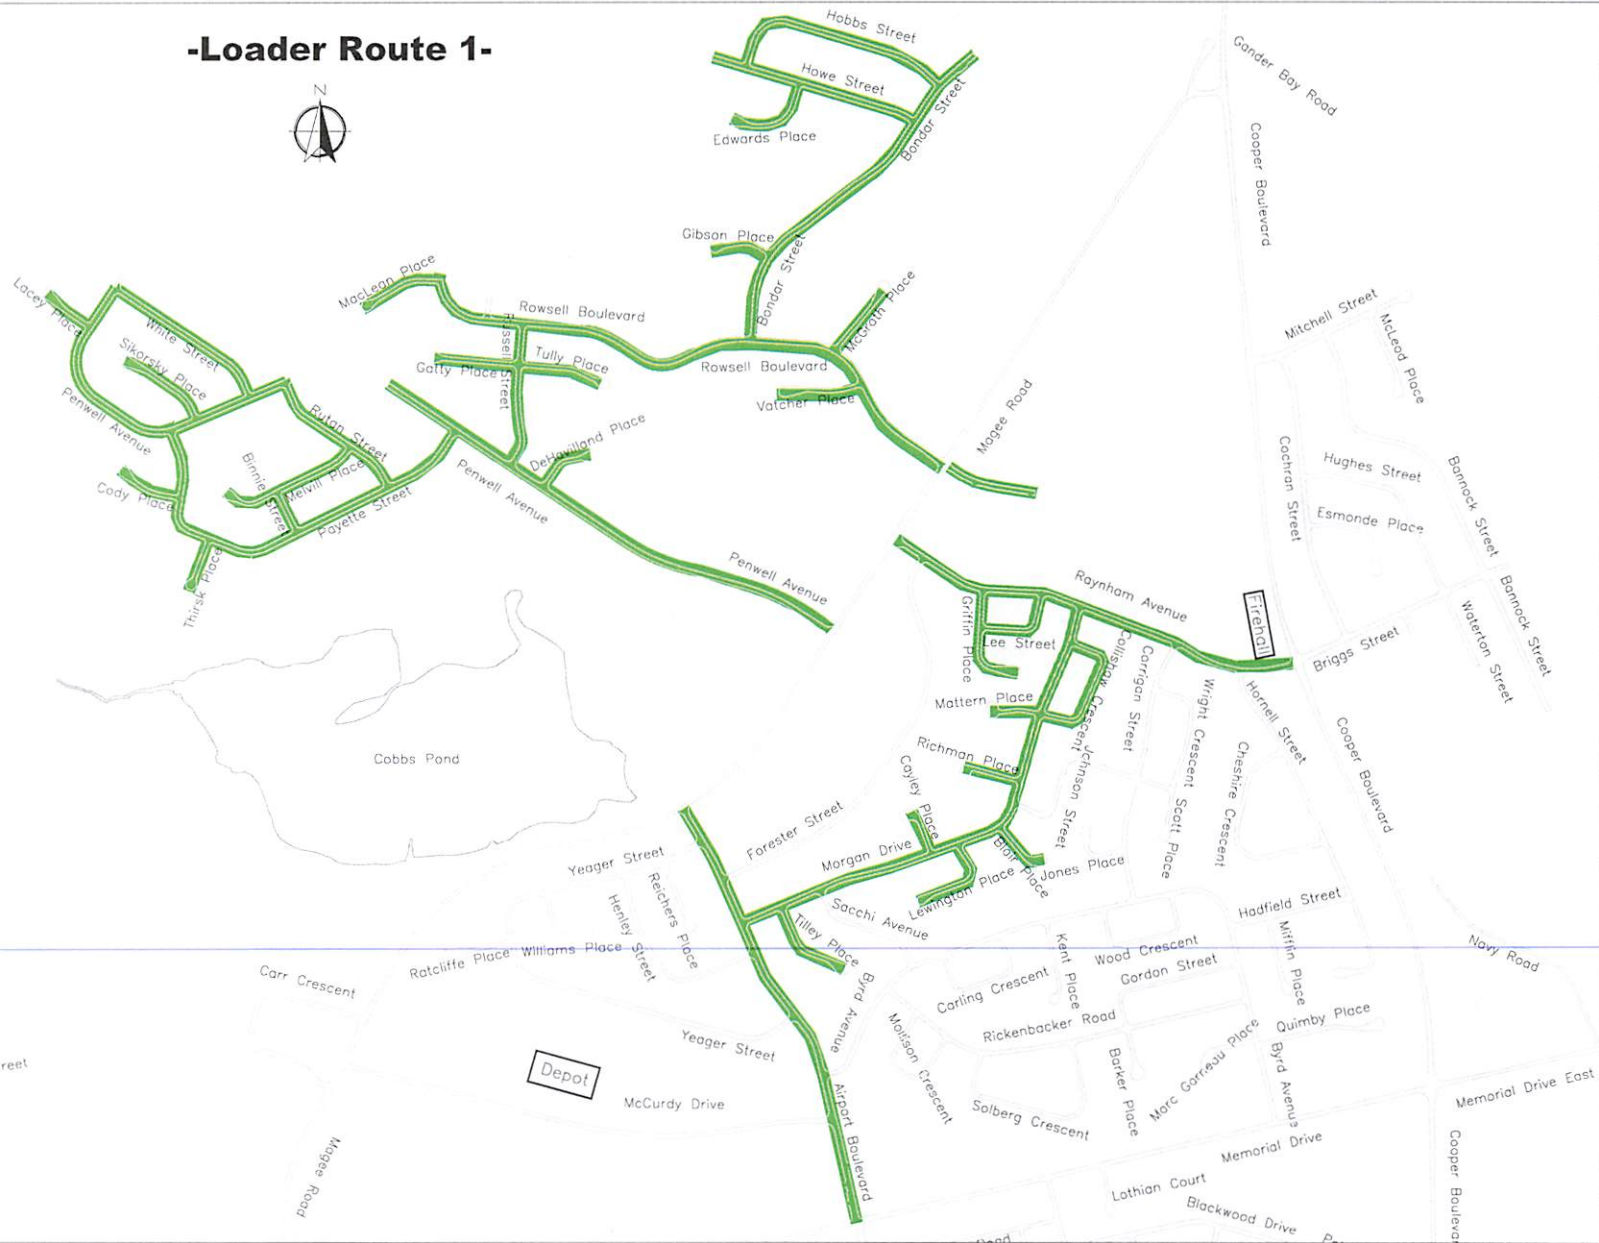 -Loader Route 1-
N
Hobbs Street
Howe Street
Edwards Place
Bondar Street
Gander Bay Road
Cooper Boulevard
Gibson Place
Bondar Street
MacLean Place
McGrath Place
Lacey Place
White Street
Rowsell Boulevard
Russell Street
Mitchell Street
McLeod Place
Sikorsky Place
Gatty Place
Tully Place
Rowsell Boulevard
Vatcher Place
Magee Road
Penwell Avenue
Rutan Street
DeHavilland Place
Cochran Street
Hughes Street
Bannock Street
Binnie Street
Melvill Place
Cody Place
Payette Street
Penwell Avenue
Esmonde Place
Thirsk Place
Penwell Avenue
Raynham Avenue
Firehall
Bannock Street
Waterton Street
Griffin Place
Lee Street
Collishaw Crescent
Corrigan Street
Briggs Street
Mattern Place
Wright Crescent
Hornell Street
Cobbs Pond
Richman Place
Cayley Place
Johnson Street
Scott Place
Cheshire Crescent
Cooper Boulevard
Forester Street
Yeager Street
Morgan Drive
Blair Place
Jones Place
Reichers Place
Henley Street
Lewington Place
Sacchi Avenue
Hadfield Street
Tilley Place
Ratcliffe Place
Williams Place
Kent Place
Wood Crescent
Mifflin Place
Navy Road
Carr Crescent
Byrd Avenue
Carling Crescent
Gordon Street
Rickenbacker Road
Quimby Place
Yeager Street
Moisson Crescent
Barker Place
Marc Garneau Place
Byrd Avenue
reet
Depot
McCurdy Drive
Airport Boulevard
Solberg Crescent
Memorial Drive East
Magee Road
Memorial Drive
Cooper Boulevar
Lothian Court
Blackwood Drive